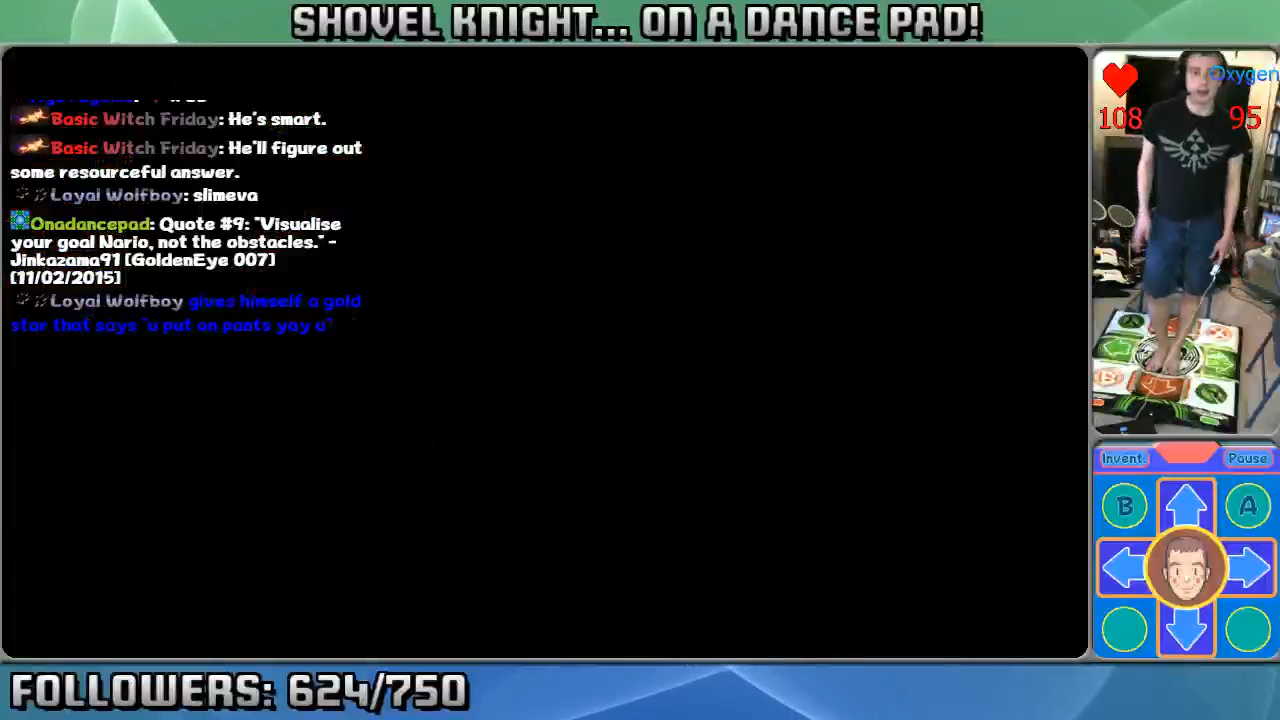 SHOVEL KNIGHT... ON A DANCE PAD!
Basic Witch Friday: He's smart.
Basic Witch Friday: He'll figure out
some resourceful answer.
Loyal Wolfboy: slimeva
Onadancepad: Quote #9: "Visualise
your goal Nario, not the obstacles." -
Jinkazama91 [GoldenEye 007]
[11/02/2015]
Loyal Wolfboy gives himself a gold
star that says "u put on pants yay u"
Oxygen
108
95
B
Invent.
Pause
B
A
FOLLOWERS: 624/750